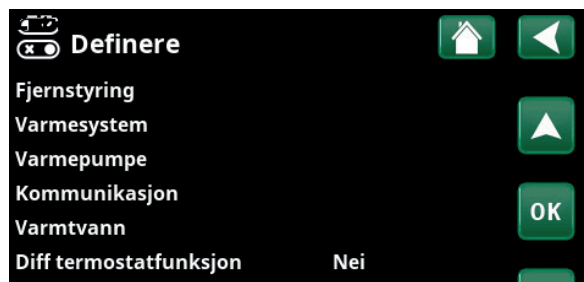 Definere
Fjernstyring
Varmesystem
Varmepumpe
Kommunikasjon
OK
Varmtvann
Diff termostatfunksjon Nei